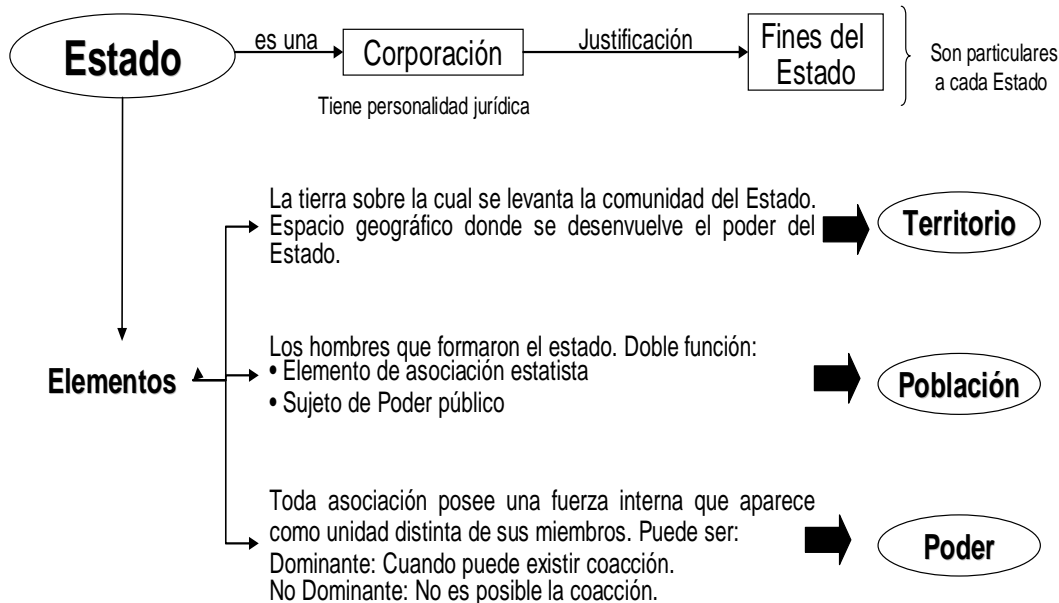 Estado
es una
Corporación
Tiene personalidad jurídica
Justificación
Fines del
Estado
Son particulares
a cada Estado
Elementos
La tierra sobre la cual se levanta la comunidad del Estado.
Espacio geográfico donde se desenvuelve el poder del
Estado.
Territorio
Los hombres que formaron el estado. Doble función:
• Elemento de asociación estatista
• Sujeto de Poder público
Población
Toda asociación posee una fuerza interna que aparece
como unidad distinta de sus miembros. Puede ser:
Dominante: Cuando puede existir coacción.
No Dominante: No es posible la coacción.
Poder